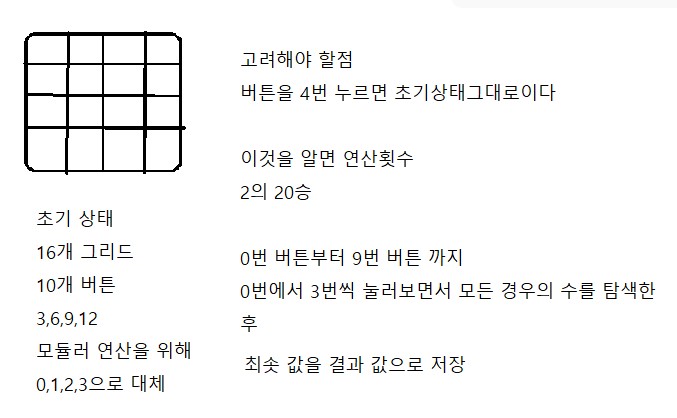 고려해야 할점
버튼을 4번 누르면 초기상태그대로이다
이것을 알면 연산횟수
2의 20승
0번 버튼부터 9번 버튼 까지
0번에서 3번씩 눌러보면서 모든 경우의 수를 탐색한
후
최솟 값을 결과 값으로 저장
초기 상태
16개 그리드
10개 버튼
3,6,9,12
모듈러 연산을 위해
0,1,2,3으로 대체